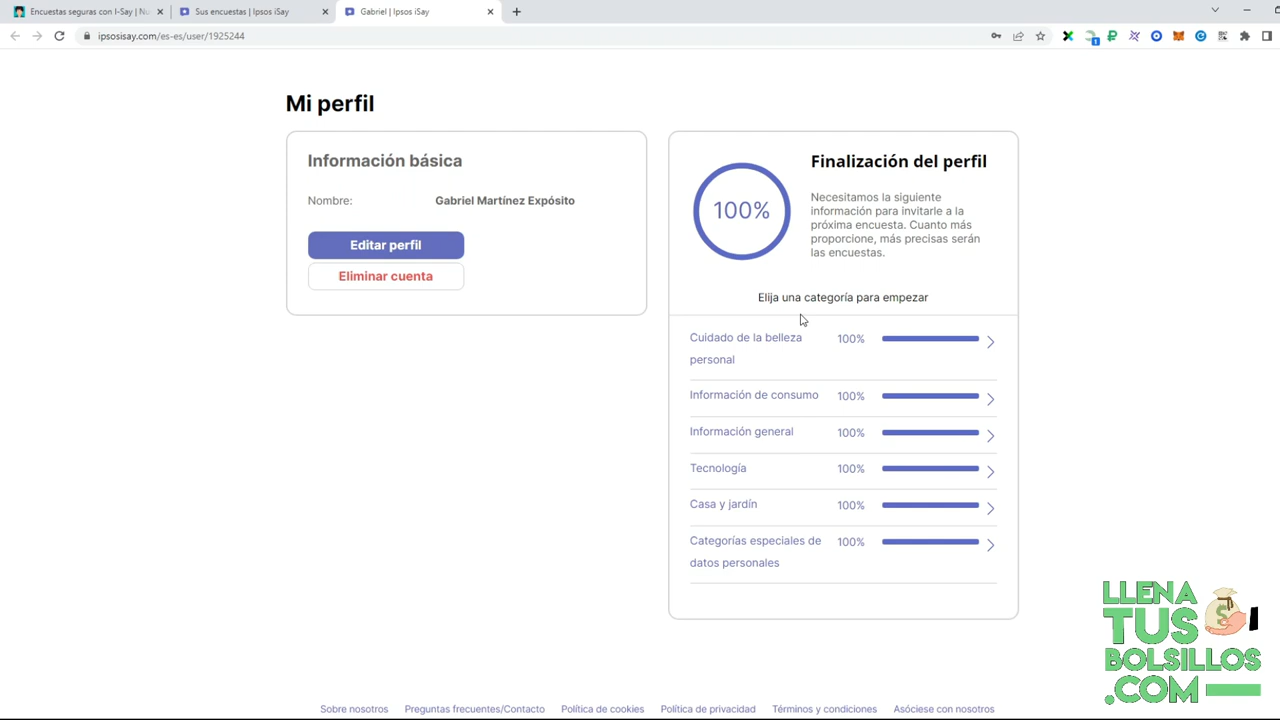 Encuestas seguras con I-Say | Nu
Sus encuestas | Ipsos iSay
Gabriel | Ipsos iSay
ipsosisay.com/es-es/user/1925244
Mi perfil
Información básica
Nombre: Gabriel Martínez Expósito
Editar perfil
Eliminar cuenta
100%
Finalización del perfil
Necesitamos la siguiente
información para invitarle a la
próxima encuesta. Cuanto más
proporcione, más precisas serán
las encuestas.
Elija una categoría para empezar
Cuidado de la belleza
personal
100%
Información de consumo 100%
Información general 100%
Tecnología 100%
Casa y jardín 100%
Categorías especiales de
datos personales
100%
LLENA
TUS
BOLSILLOS
.COM
Sobre nosotros Preguntas frecuentes/Contacto Política de cookies Política de privacidad Términos y condiciones Asóciese con nosotros